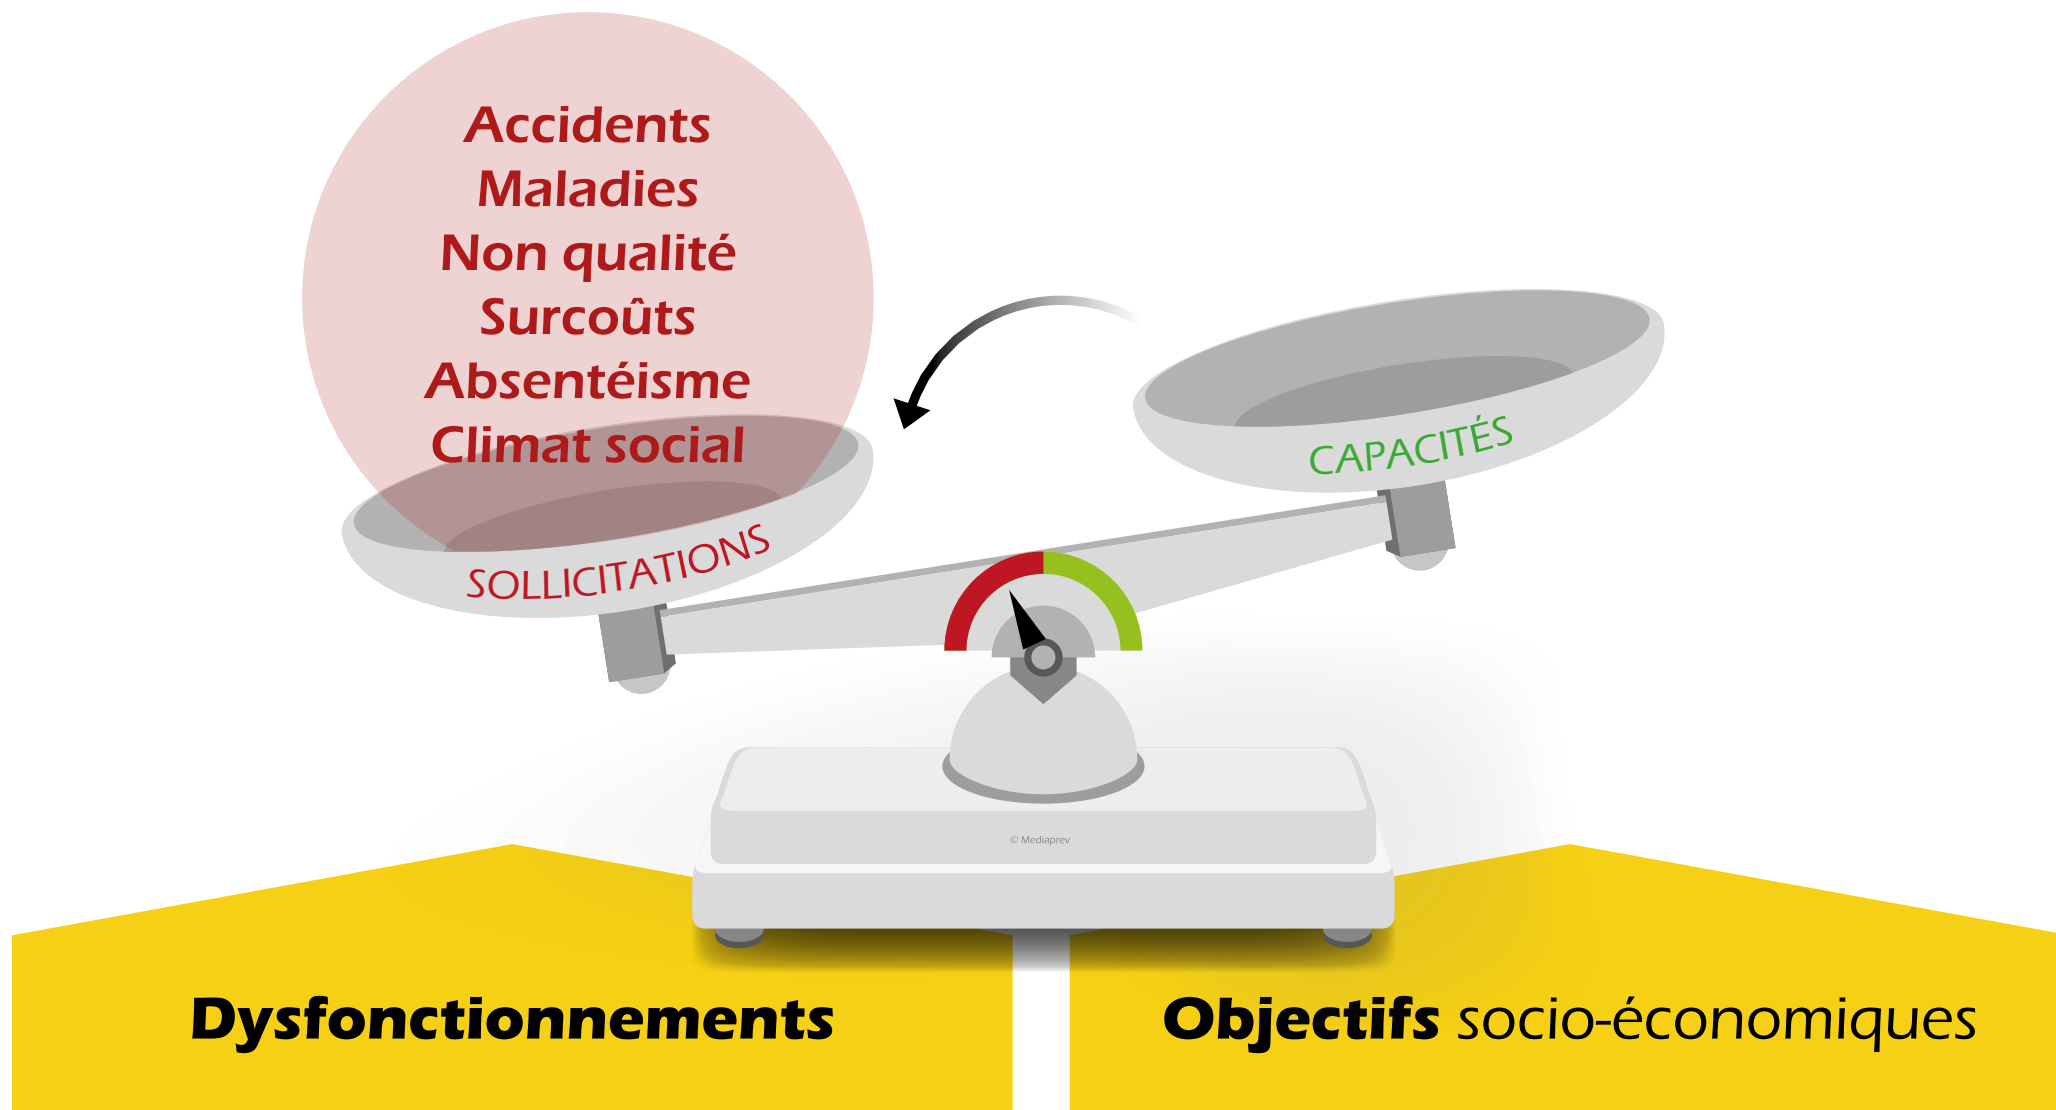 Accidents
Maladies
Non qualité
Surcoûts
Absentéisme
Climat social
SOLLICITATIONS
CAPACITÉS
© Mediaprev
Dysfonctionnements
Objectifs socio-économiques